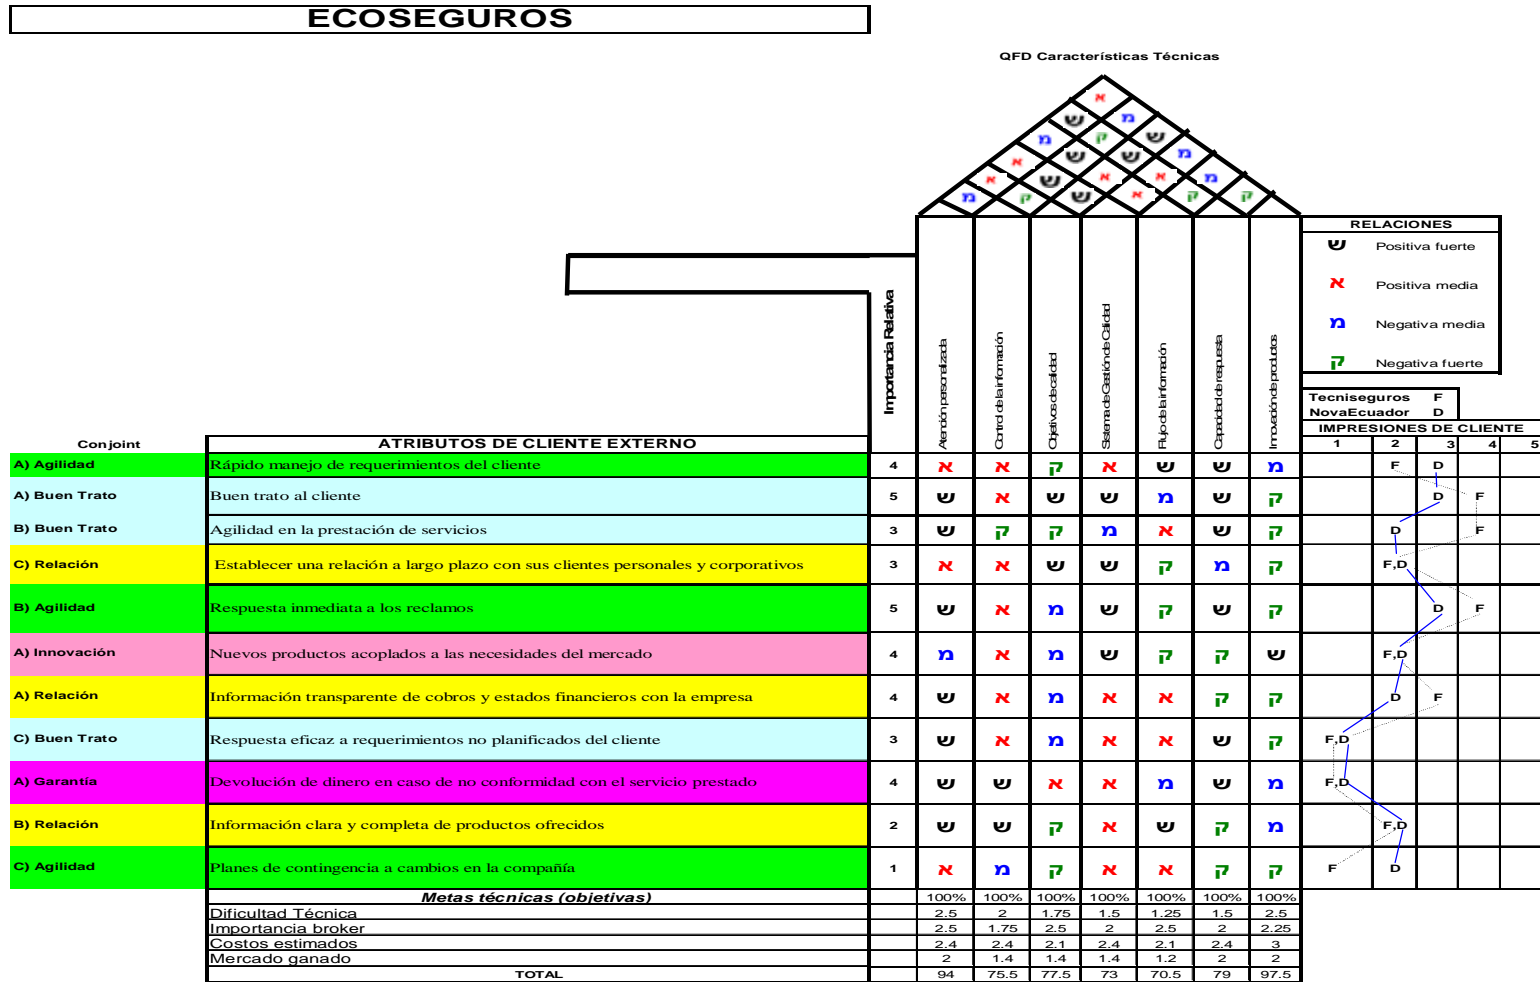 ECOSEGUROS
QFD Características Técnicas
א
ש מ
מ ק ש
א ש ש מ
א ש א א מ
מ ק ש א ק ק
RELACIONES
ש Positiva fuerte
א Positiva media
מ Negativa media
ק Negativa fuerte
Importancia Relativa
Atención personalizada
Control de la información
Objetivos de calidad
Sistema de Gestión de Calidad
Flujo de la información
Capacidad de respuesta
Innovación de productos
Tecniseguros F
NovaEcuador D
IMPRESIONES DE CLIENTE
Conjoint ATRIBUTOS DE CLIENTE EXTERNO 1 2 3 4 5
A) Agilidad Rápido manejo de requerimientos del cliente 4 א א ק א ש ש מ F D
A) Buen Trato Buen trato al cliente 5 ש א ש ש מ ש ק D F
B) Buen Trato Agilidad en la prestación de servicios 3 ש ק ק מ א ש ק D F
C) Relación Establecer una relación a largo plazo con sus clientes personales y corporativos 3 א א ש ש ק מ ק F,D
B) Agilidad Respuesta inmediata a los reclamos 5 ש א מ ש ק ש ק D F
A) Innovación Nuevos productos acoplados a las necesidades del mercado 4 מ א מ ש ק ק ש F,D
A) Relación Información transparente de cobros y estados financieros con la empresa 4 ש א מ א א ק ק D F
C) Buen Trato Respuesta eficaz a requerimientos no planificados del cliente 3 ש א מ א א ש ק F,D
A) Garantía Devolución de dinero en caso de no conformidad con el servicio prestado 4 ש ש א א מ ש מ F,D
B) Relación Información clara y completa de productos ofrecidos 2 ש ש ק א ש ק מ F,D
C) Agilidad Planes de contingencia a cambios en la compañía 1 א מ ק א א ק ק F D
Metas técnicas (objetivas) 100% 100% 100% 100% 100% 100% 100%
Dificultad Técnica 2.5 2 1.75 1.5 1.25 1.5 2.5
Importancia broker 2.5 1.75 2.5 2 2.5 2 2.25
Costos estimados 2.4 2.4 2.1 2.4 2.1 2.4 3
Mercado ganado 2 1.4 1.4 1.4 1.2 2 2
TOTAL 94 75.5 77.5 73 70.5 79 97.5